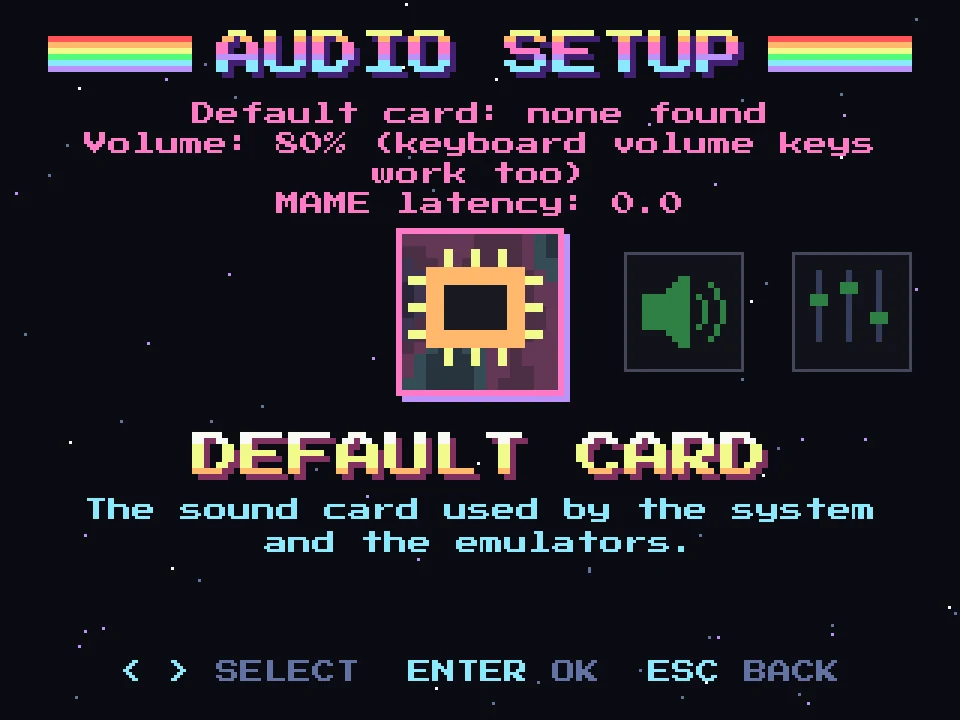 AUDIO SETUP
Default card: none found
Volume: 80% (keyboard volume keys
work too)
MAME latency: 0.0
DEFAULT CARD
The sound card used by the system
and the emulators.
< > SELECT ENTER OK ESC BACK